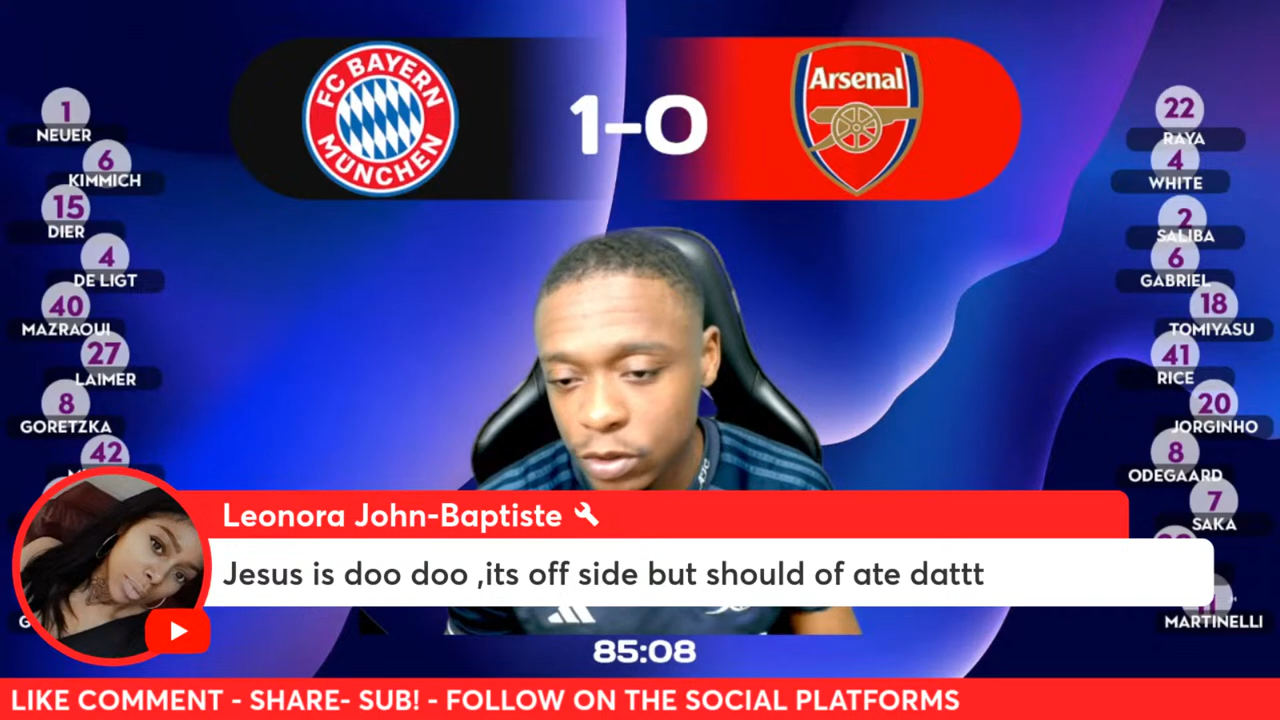 FC BAYERN
MÜNCHEN
1-0
Arsenal
1
NEUER
6
KIMMICH
15
DIER
4
DE LIGT
40
MAZRAOUI
27
LAIMER
8
GORETZKA
42
22
RAYA
4
WHITE
2
SALIBA
6
GABRIEL
18
TOMIYASU
41
RICE
20
JORGINHO
8
ODEGAARD
7
SAKA
MARTINELLI
Leonora John-Baptiste
Jesus is doo doo ,its off side but should of ate dattt
85:08
LIKE COMMENT - SHARE- SUB! - FOLLOW ON THE SOCIAL PLATFORMS